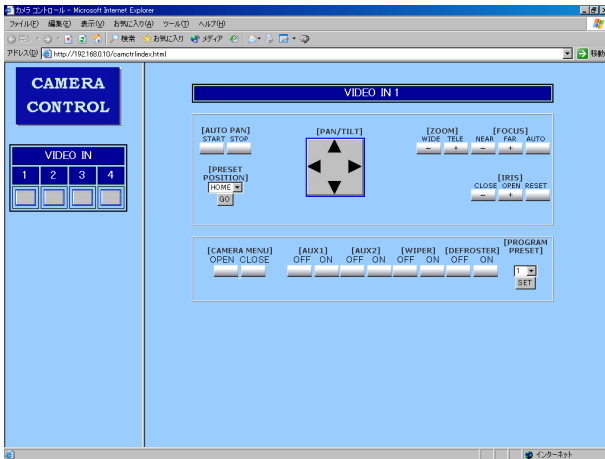 カメラ コントロール - Microsoft Internet Explorer
ファイル(F) 編集(E) 表示(V) お気に入り(A) ツール(T) ヘルプ(H)
戻る 検索 お気に入り メディア
アドレス(D) http://192.168.0.10/camctrl/index.html 移動
CAMERA
CONTROL
VIDEO IN
1 2 3 4
VIDEO IN 1
[AUTO PAN]
START STOP
[PAN/TILT]
[ZOOM]
WIDE TELE
- +
[FOCUS]
NEAR FAR AUTO
- +
[PRESET
POSITION]
HOME
GO
[IRIS]
CLOSE OPEN RESET
- +
[CAMERA MENU]
OPEN CLOSE
[AUX1]
OFF ON
[AUX2]
OFF ON
[WIPER]
OFF ON
[DEFROSTER]
OFF ON
[PROGRAM
PRESET]
1
SET
インターネット